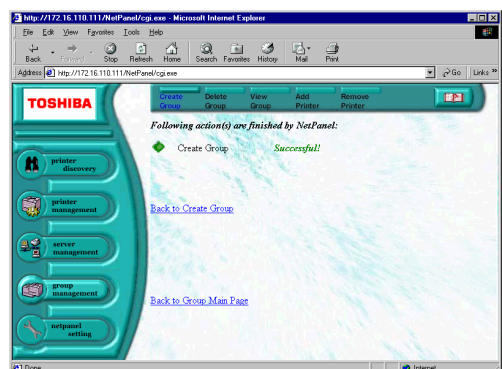 http://172.16.110.111/NetPanel/cgi.exe - Microsoft Internet Explorer
File Edit View Favorites Tools Help
Back Forward Stop Refresh Home Search Favorites History Mail Print
Address http://172.16.110.111/NetPanel/cgi.exe Go Links »
TOSHIBA
Create Group Delete Group View Group Add Printer Remove Printer
Following action(s) are finished by NetPanel:
Create Group Successful!
printer discovery
printer management
Back to Create Group
server management
group management
Back to Group Main Page
netpanel setting
Done Internet